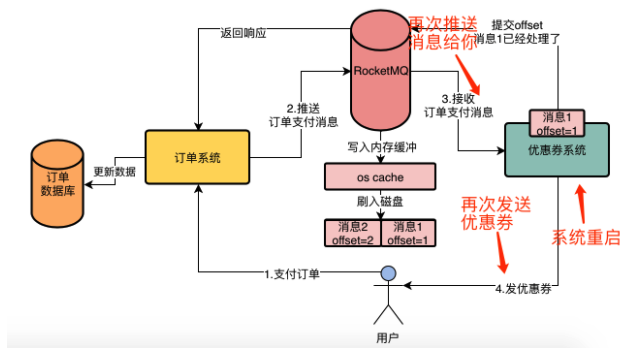 再次推送
消息给你
提交offset
消息1已经处理了
返回响应
RocketMQ
2.推送
订单支付消息
3.接收
订单支付消息
消息1
offset=1
优惠券系统
订单系统
更新数据
订单
数据库
写入内存缓冲
os cache
刷入磁盘
消息2
offset=2
消息1
offset=1
再次发送
优惠券
系统重启
1.支付订单
4.发优惠券
用户